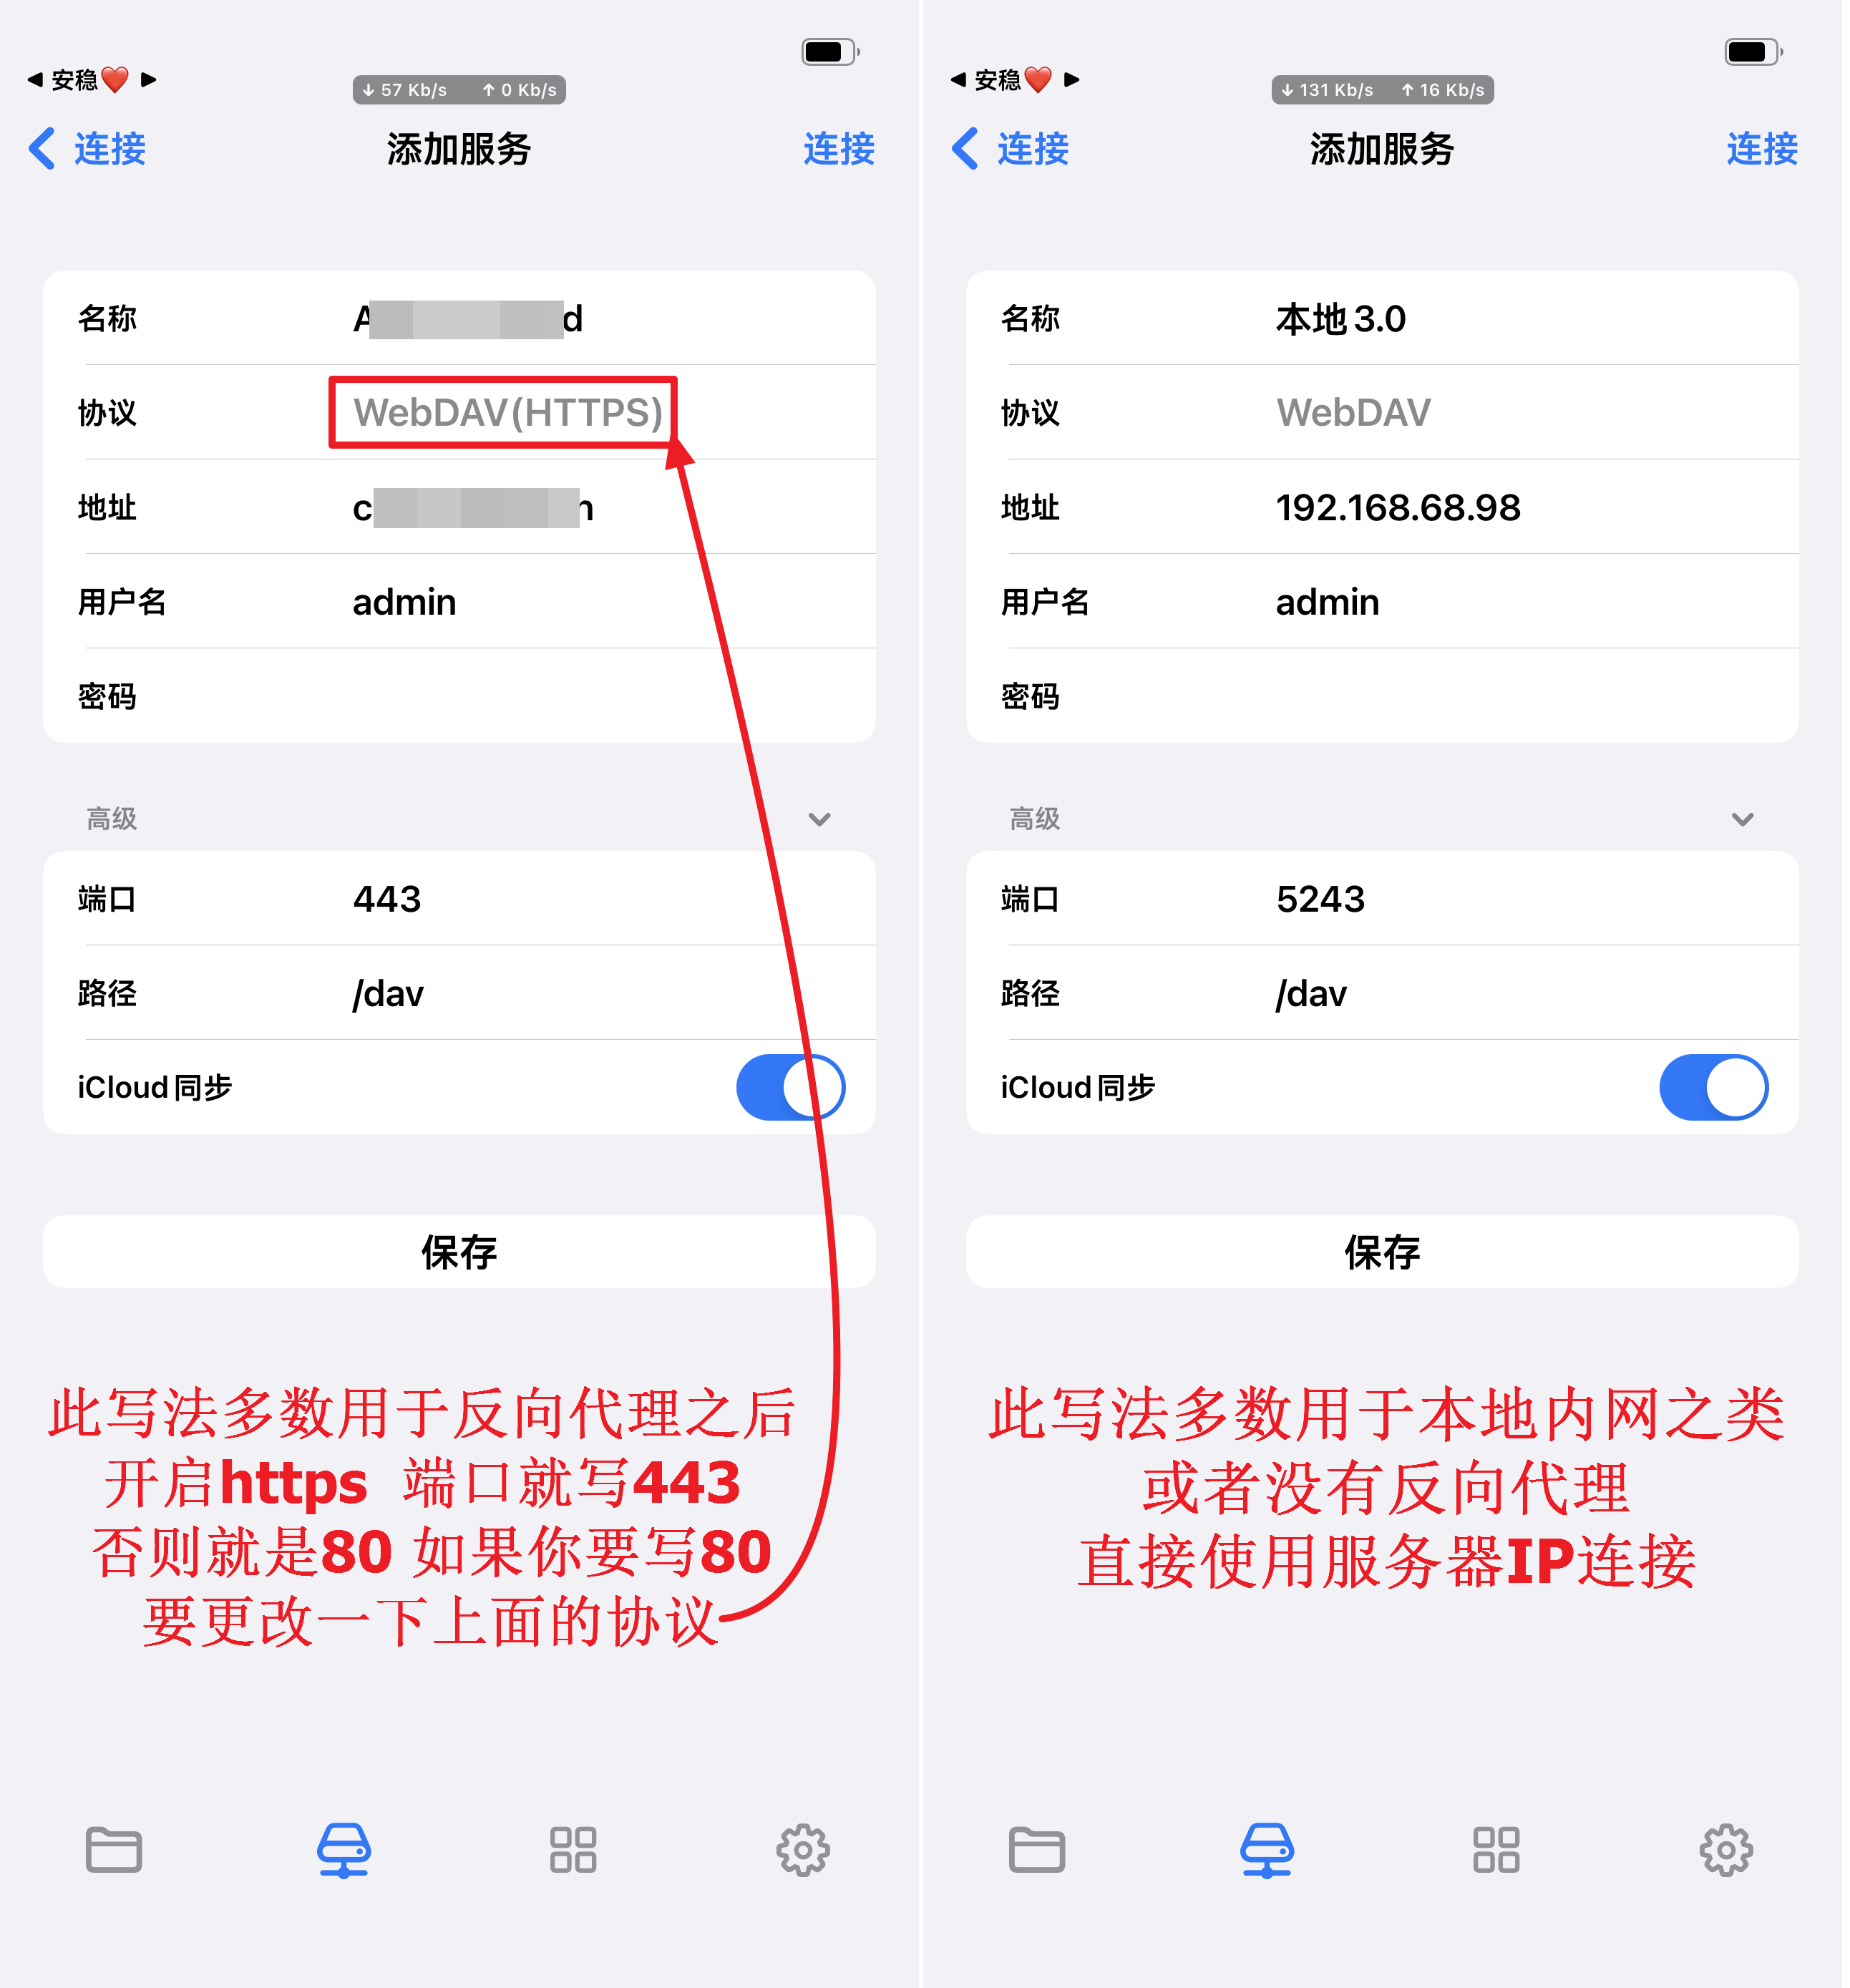 安稳❤️
↓ 57 Kb/s ↑ 0 Kb/s
连接
添加服务
连接
名称 A d
协议 WebDAV(HTTPS)
地址 c n
用户名 admin
密码
高级
端口 443
路径 /dav
iCloud 同步
保存
此写法多数用于反向代理之后
开启https 端口就写443
否则就是80 如果你要写80
要更改一下上面的协议
安稳❤️
↓ 131 Kb/s ↑ 16 Kb/s
连接
添加服务
连接
名称 本地 3.0
协议 WebDAV
地址 192.168.68.98
用户名 admin
密码
高级
端口 5243
路径 /dav
iCloud 同步
保存
此写法多数用于本地内网之类
或者没有反向代理
直接使用服务器IP连接